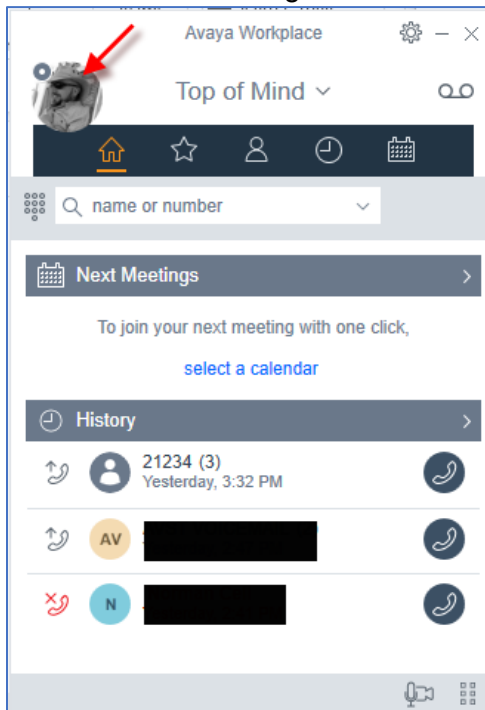 Avaya Workplace
Top of Mind
name or number
Next Meetings
To join your next meeting with one click,
select a calendar
History
21234 (3)
Yesterday, 3:32 PM
AV
N